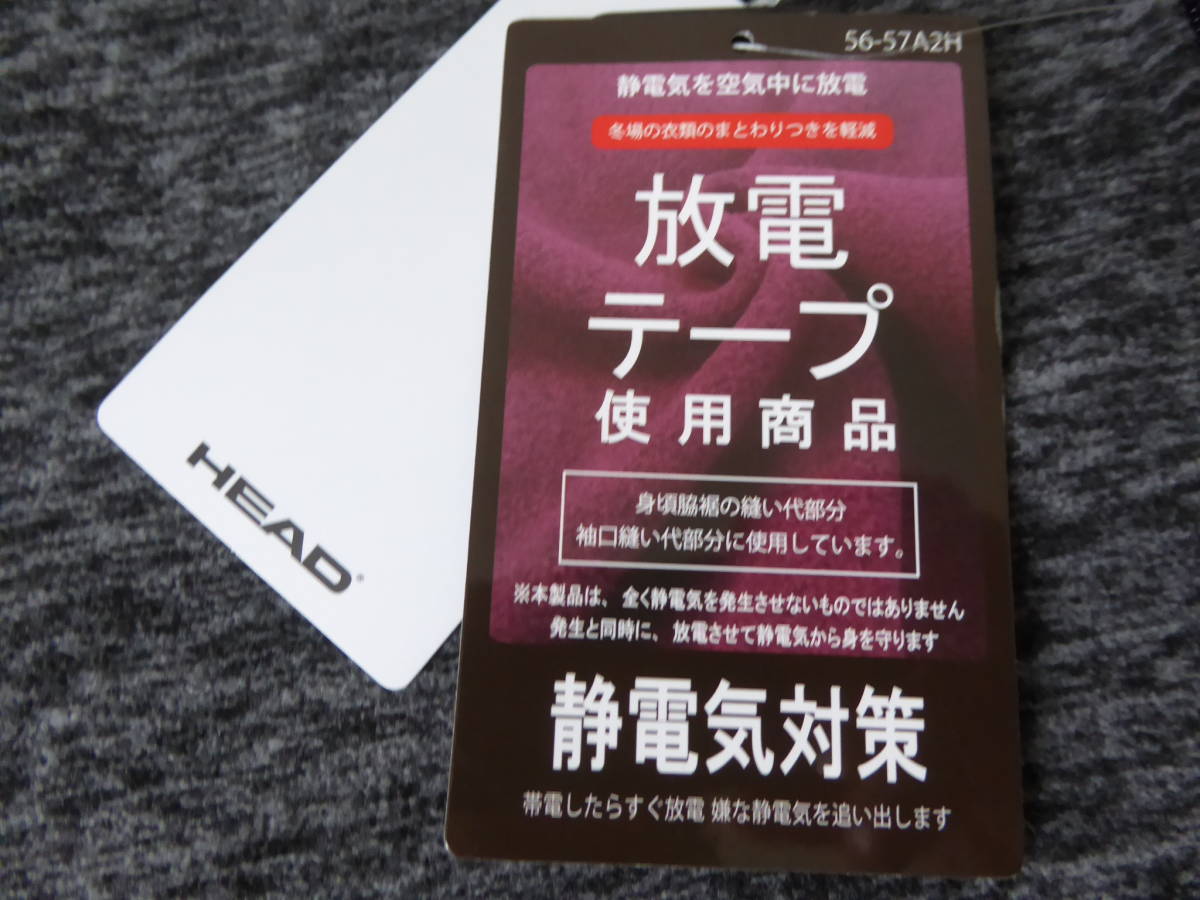 56-57A2H
静電気を空気中に放電
冬場の衣類のまとわりつきを軽減
放電
テープ
使用商品
身頃脇裾の縫い代部分
袖口縫い代部分に使用しています。
※本製品は、全く静電気を発生させないものではありません
発生と同時に、放電させて静電気から身を守ります
静電気対策
帯電したらすぐ放電 嫌な静電気を追い出します
HEAD®